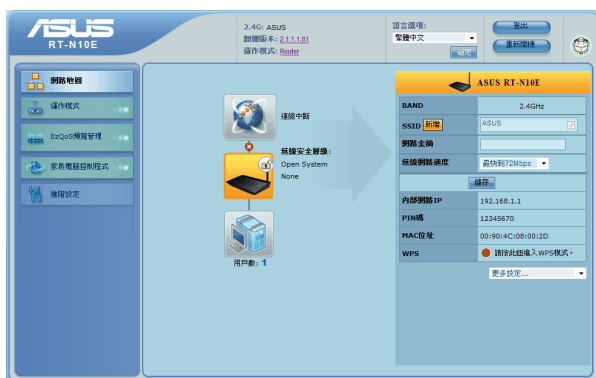 ASUS
RT-N10E
2.4G: ASUS
韌體版本: 2.1.1.1.81
運作模式: Router
語言選項:
繁體中文
設定
登出
重新開機
網路地圖
運作模式
EzQoS頻寬管理
家長電腦控制程式
進階設定
連線中斷
無線安全層級:
Open System
None
用戶數: 1
ASUS RT-N10E
BAND 2.4GHz
SSID 新增 ASUS
網路金鑰
無線網路速度 最快到72Mbps
儲存
內部網路IP 192.168.1.1
PIN碼 12345670
MAC位址 00:90:4C:08:00:2D
WPS 請按此鈕進入WPS模式。
更多設定...